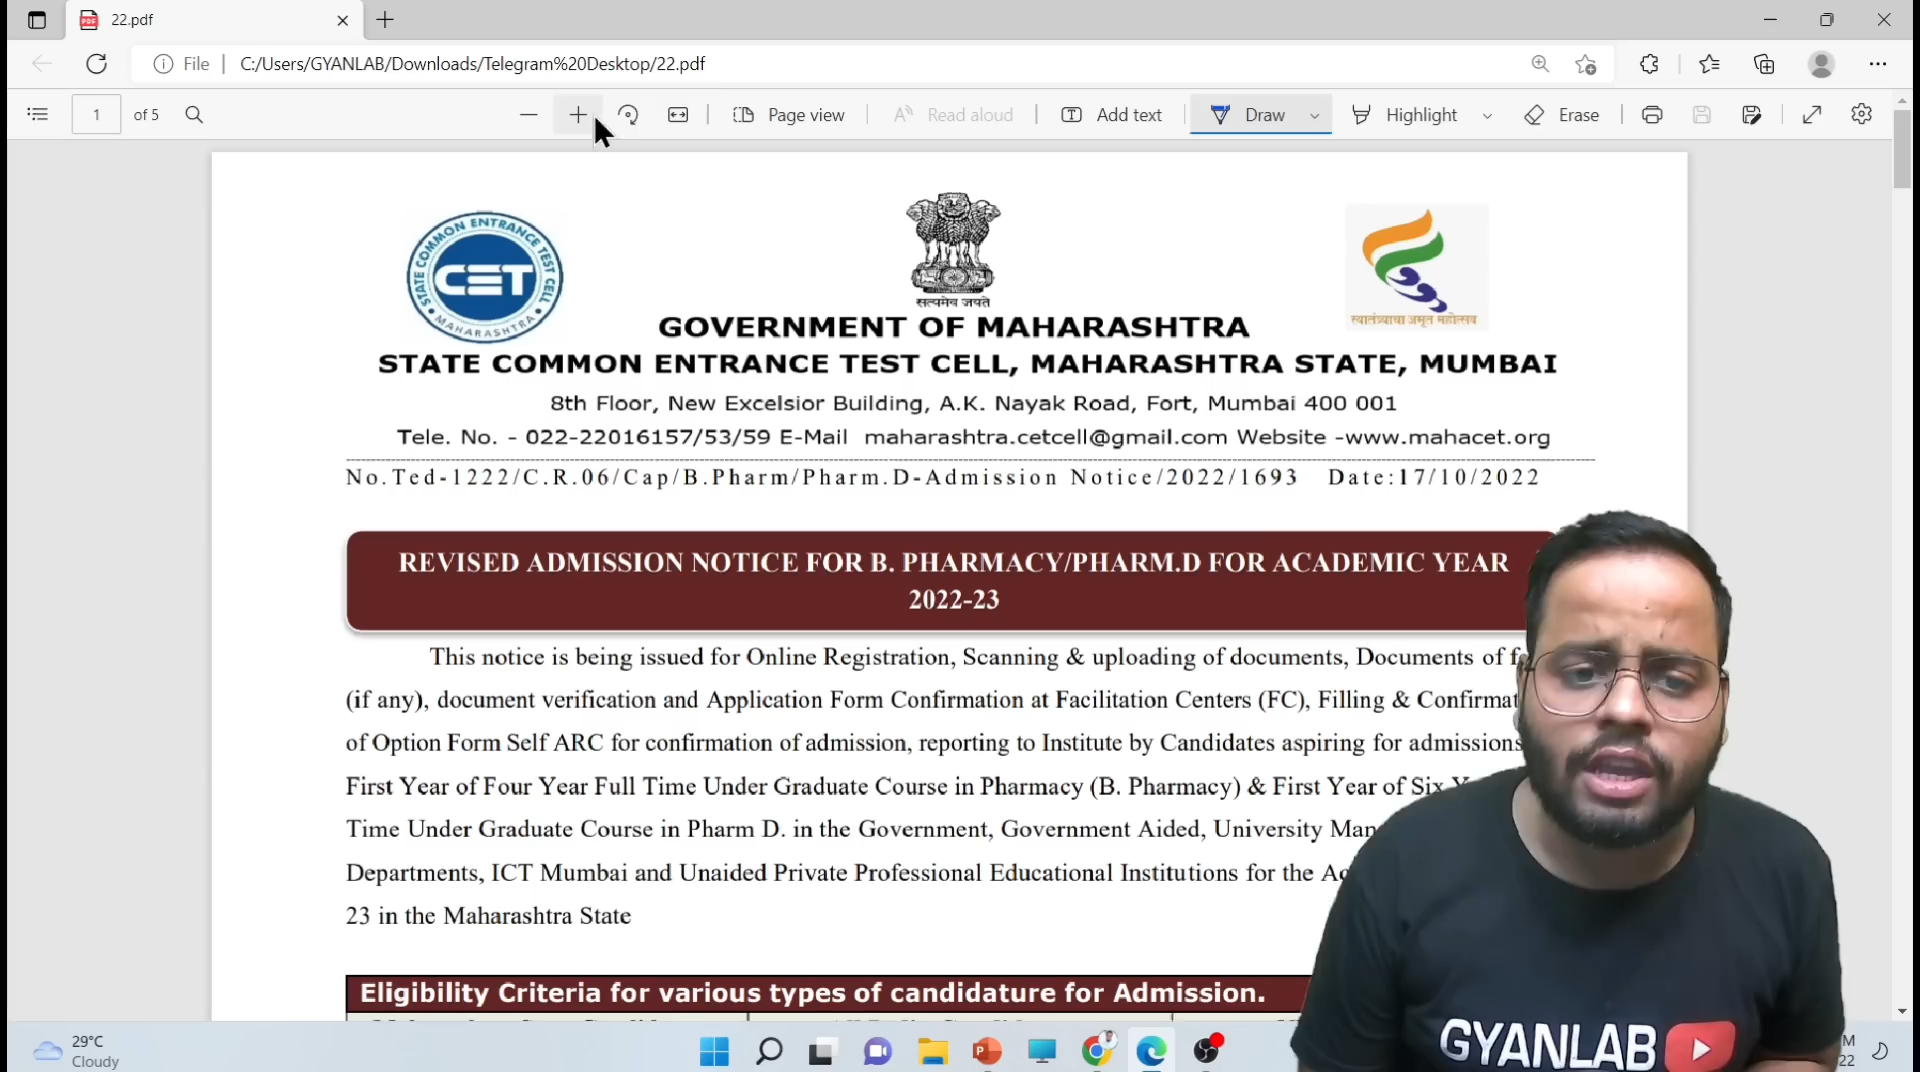 22.pdf
File
C:/Users/GYANLAB/Downloads/Telegram%20Desktop/22.pdf
1 of 5
Page view
Read aloud
Add text
Draw
Highlight
Erase
STATE COMMON ENTRANCE TEST CELL
CET
MAHARASHTRA
सत्यमेव जयते
स्वातंत्र्याचा अमृत महोत्सव
GOVERNMENT OF MAHARASHTRA
STATE COMMON ENTRANCE TEST CELL, MAHARASHTRA STATE, MUMBAI
8th Floor, New Excelsior Building, A.K. Nayak Road, Fort, Mumbai 400 001
Tele. No. - 022-22016157/53/59 E-Mail maharashtra.cetcell@gmail.com Website -www.mahacet.org
No.Ted-1222/C.R.06/Cap/B.Pharm/Pharm.D-Admission Notice/2022/1693 Date:17/10/2022
REVISED ADMISSION NOTICE FOR B. PHARMACY/PHARM.D FOR ACADEMIC YEAR
2022-23
This notice is being issued for Online Registration, Scanning & uploading of documents, Documents of
(if any), document verification and Application Form Confirmation at Facilitation Centers (FC), Filling & Confirmat
of Option Form Self ARC for confirmation of admission, reporting to Institute by Candidates aspiring for admissions
First Year of Four Year Full Time Under Graduate Course in Pharmacy (B. Pharmacy) & First Year of Six
Time Under Graduate Course in Pharm D. in the Government, Government Aided, University Man
Departments, ICT Mumbai and Unaided Private Professional Educational Institutions for the
23 in the Maharashtra State
Eligibility Criteria for various types of candidature for Admission.
GYANLAB
29°C
Cloudy